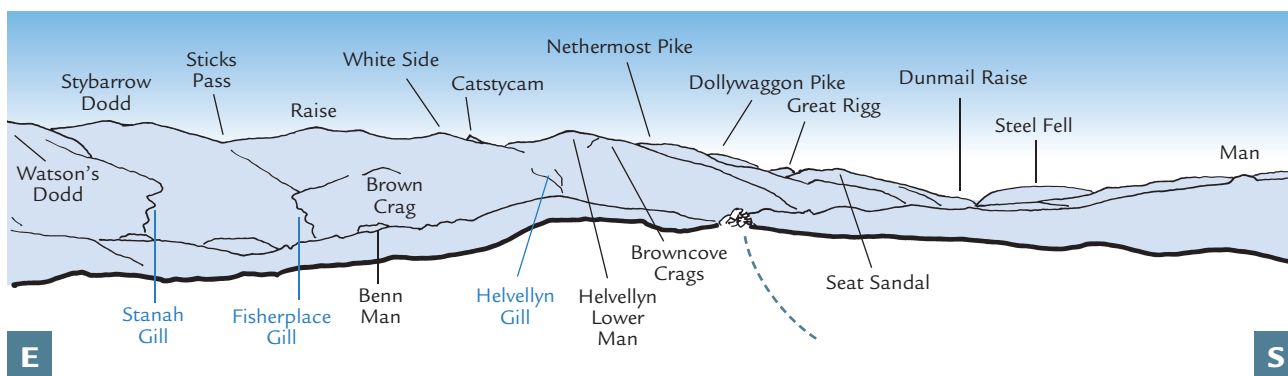 Stybarrow
Dodd
Sticks
Pass
Raise
White Side
Catstycam
Nethermost Pike
Dollywaggon Pike
Great Rigg
Dunmail Raise
Steel Fell
Man
Watson's
Dodd
Brown
Crag
Stanah
Gill
Fisherplace
Gill
Benn
Man
Helvellyn
Gill
Helvellyn
Lower
Man
Browncove
Crags
Seat Sandal
E
S